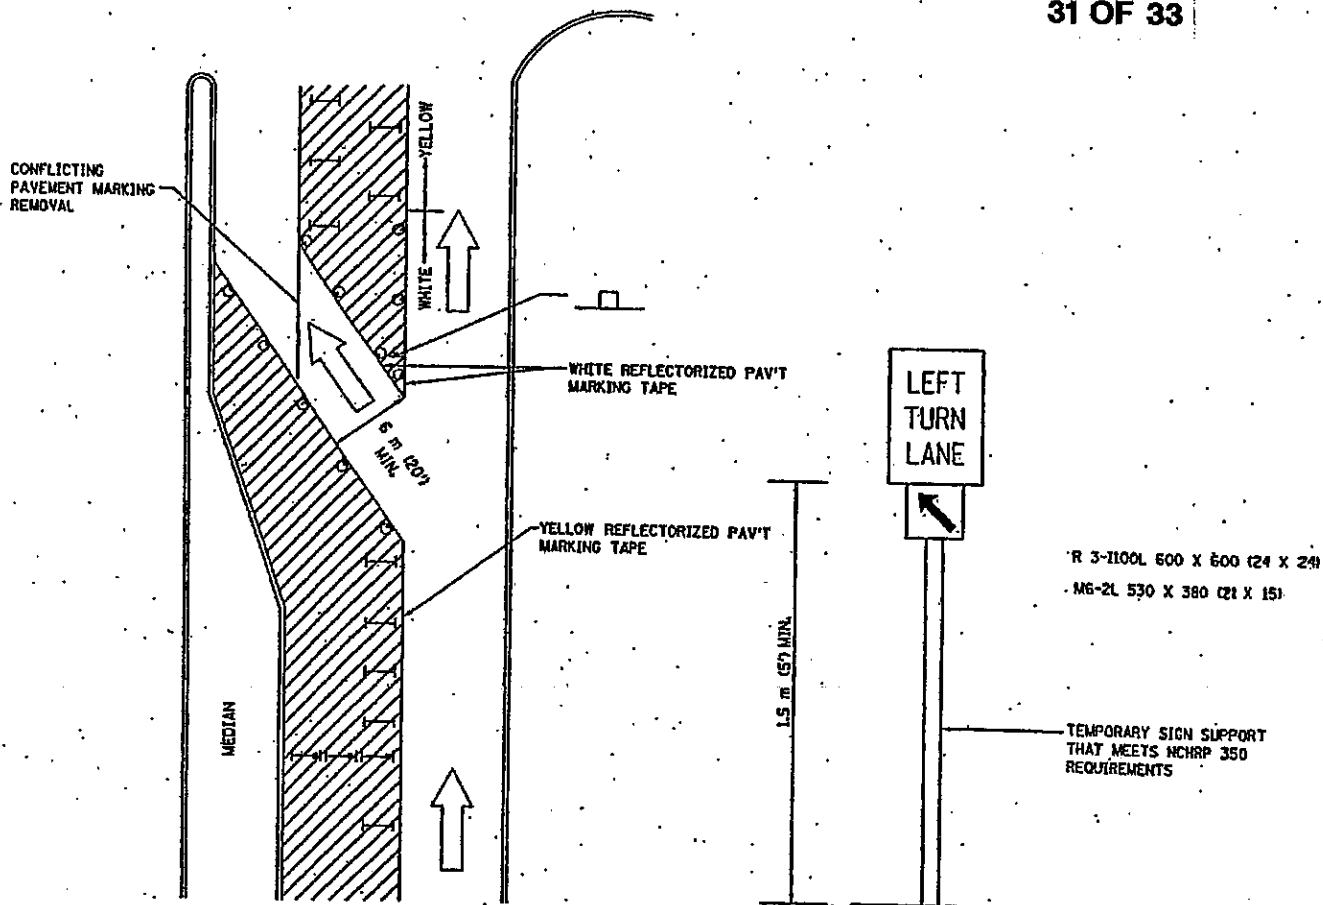 31 OF 33
CONFLICTING
PAVEMENT MARKING
REMOVAL
YELLOW
WHITE
WHITE REFLECTORIZED PAV'T
MARKING TAPE
6 m (20')
MIN.
YELLOW REFLECTORIZED PAV'T
MARKING TAPE
MEDIAN
LEFT
TURN
LANE
1.5 m (5') MIN.
R 3-I100L 600 X 600 (24 X 24)
M6-2L 530 X 380 (21 X 15)
TEMPORARY SIGN SUPPORT
THAT MEETS NCHRP 350
REQUIREMENTS